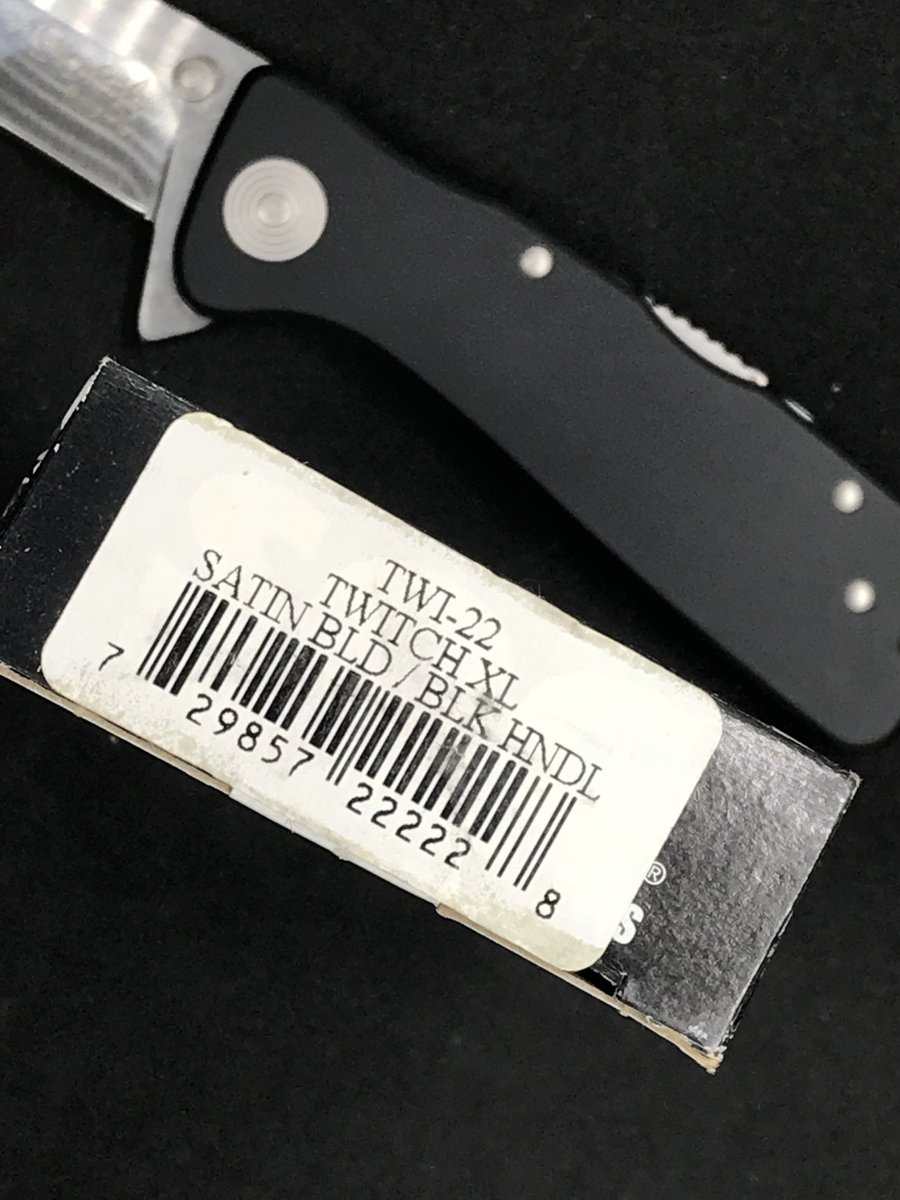 TWI-22
TWITCH XL
SATIN BLD / BLK HNDL
7 29857 22222 8
®
S